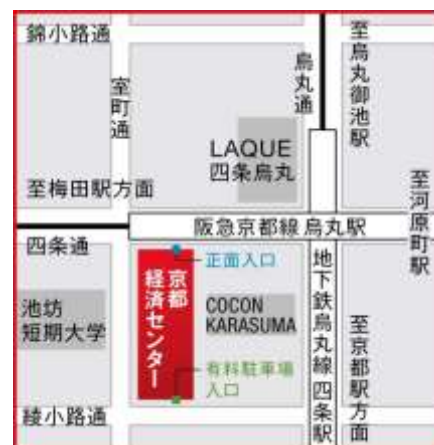 錦小路通
室町通
烏丸通
至烏丸御池駅
LAQUE
四条烏丸
至梅田駅方面
至河原町駅
阪急京都線 烏丸駅
四条通
正面入口
京都
経済センター
池坊
短期大学
COCON
KARASUMA
地下鉄烏丸線 四条駅
至京都駅方面
有料駐車場
入口
綾小路通